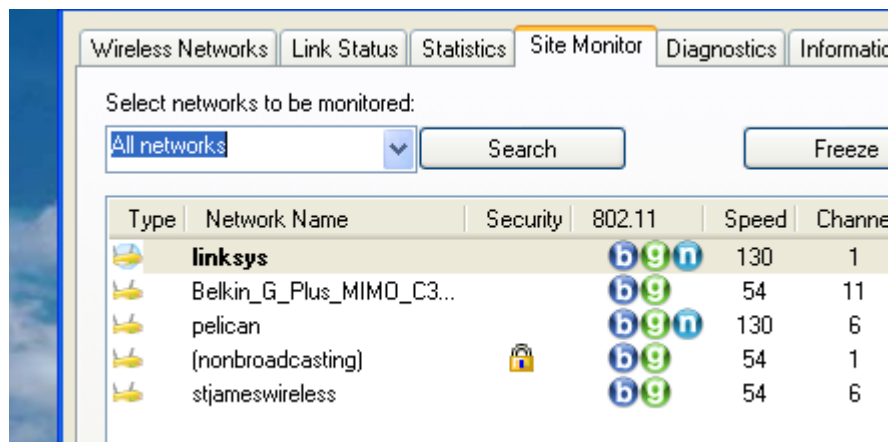 Wireless Networks Link Status Statistics Site Monitor Diagnostics Informatic
Select networks to be monitored:
All networks Search Freeze
Type Network Name Security 802.11 Speed Channe
linksys b g n 130 1
Belkin_G_Plus_MIMO_C3... b g 54 11
pelican b g n 130 6
(nonbroadcasting) b g 54 1
stjameswireless b g 54 6